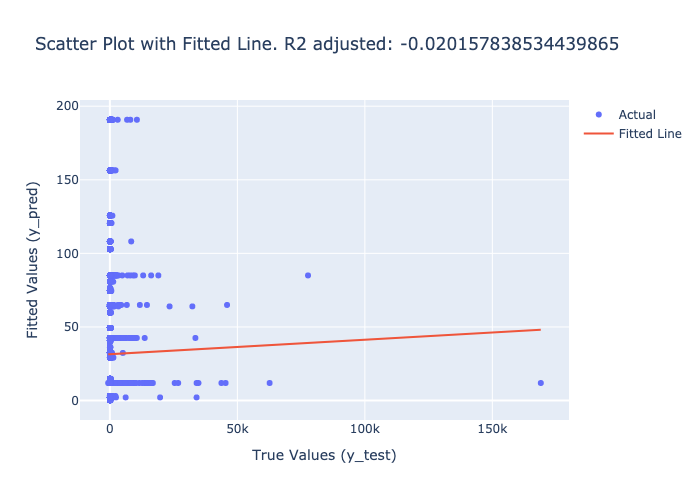 Scatter Plot with Fitted Line. R2 adjusted: -0.020157838534439865
Actual
Fitted Line
200
150
100
50
0
Fitted Values (y_pred)
0
50k
100k
150k
True Values (y_test)